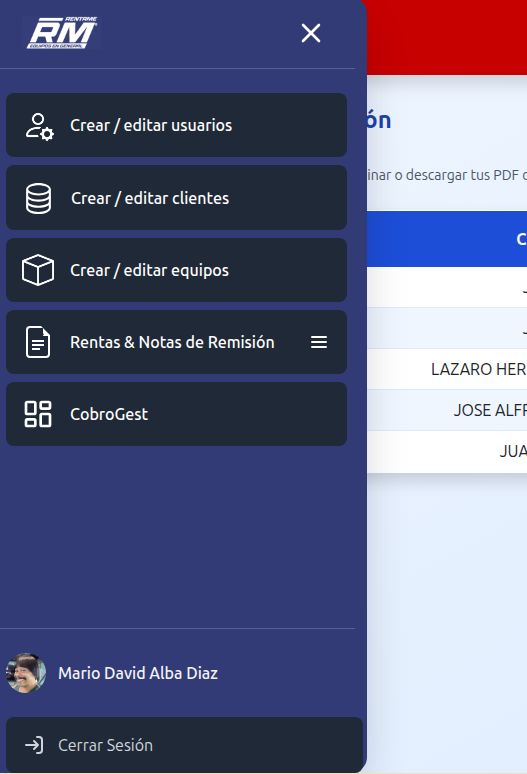 RENTAME
RM
EQUIPOS EN GENERAL
Crear / editar usuarios
Crear / editar clientes
Crear / editar equipos
Rentas & Notas de Remisión
CobroGest
Mario David Alba Diaz
Cerrar Sesión
ón
inar o descargar tus PDF
C
LAZARO HER
JOSE ALF
JUA